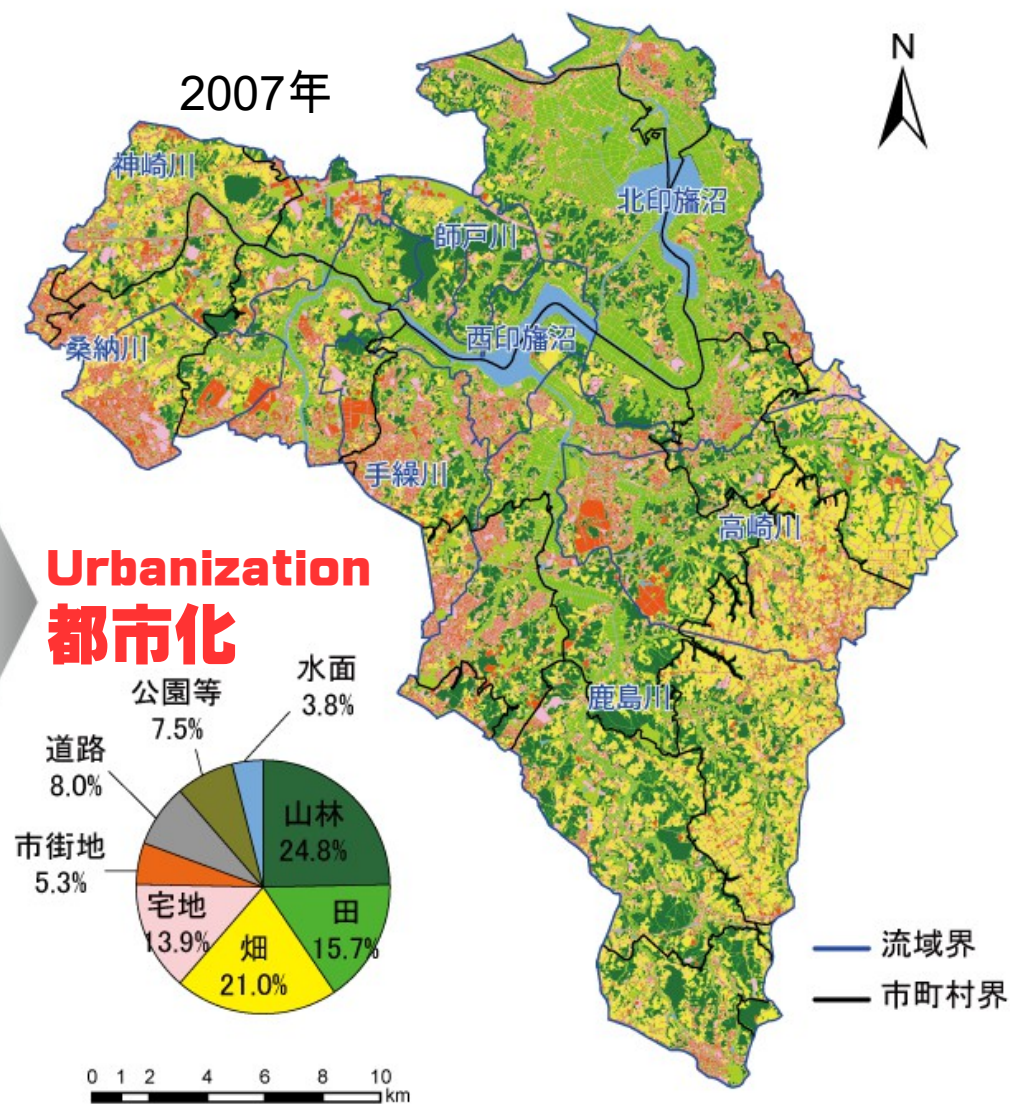 2007年
N
神崎川
北印旛沼
師戸川
西印旛沼
桑納川
手繰川
高崎川
鹿島川
Urbanization
都市化
水面
3.8%
公園等
7.5%
道路
8.0%
市街地
5.3%
宅地
13.9%
畑
21.0%
田
15.7%
山林
24.8%
流域界
市町村界
0 1 2 4 6 8 10
km